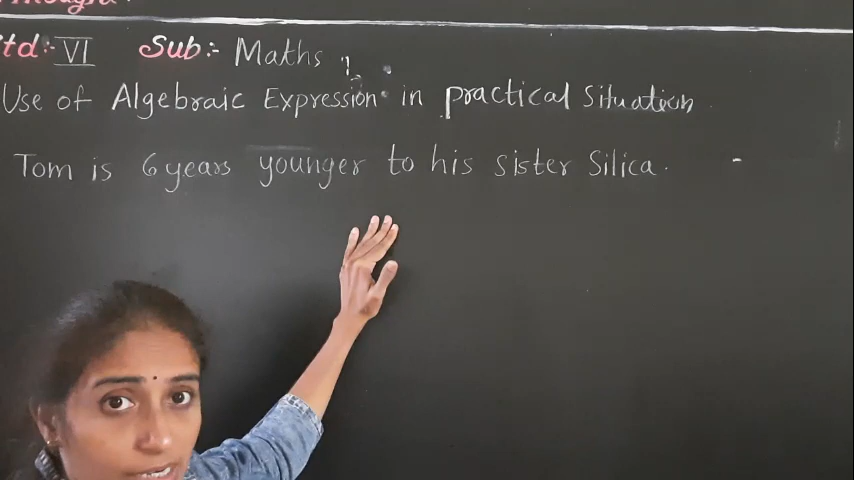 td:- VI Sub:- Maths
Use of Algebraic Expression in practical Situation.
Tom is 6 years younger to his sister Silica.